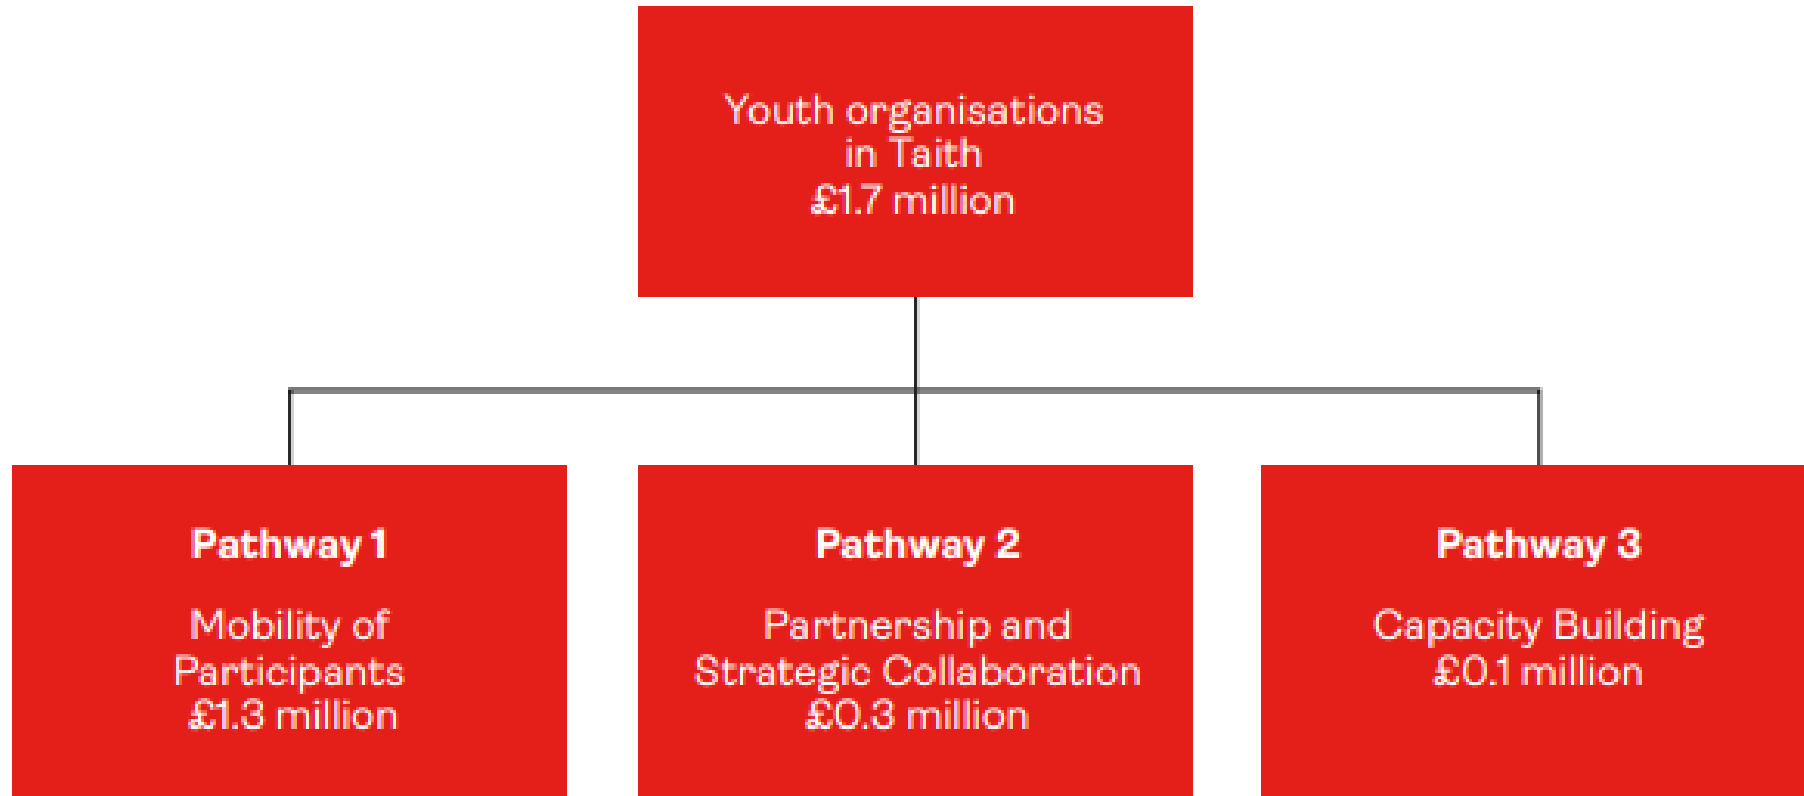 Youth organisations
in Taith
£1.7 million
Pathway 1
Mobility of
Participants
£1.3 million
Pathway 2
Partnership and
Strategic Collaboration
£0.3 million
Pathway 3
Capacity Building
£0.1 million